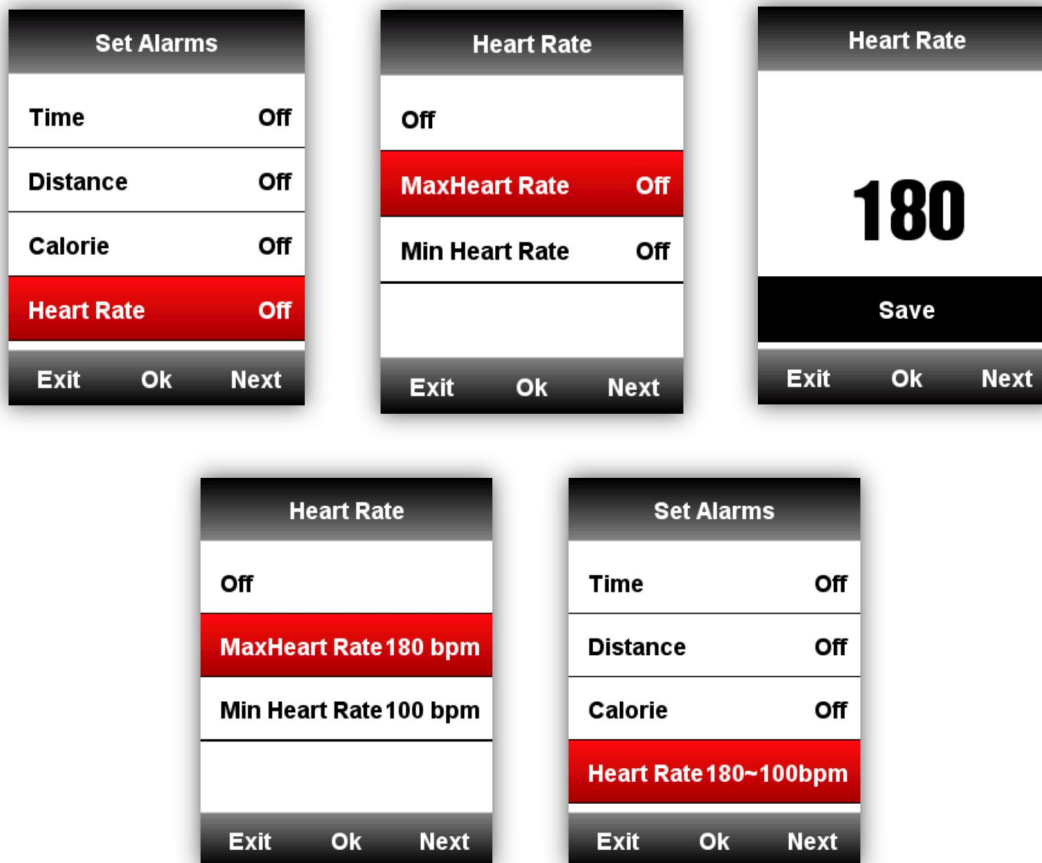 Set Alarms
Time Off
Distance Off
Calorie Off
Heart Rate Off
Exit Ok Next
Heart Rate
Off
MaxHeart Rate Off
Min Heart Rate Off
Exit Ok Next
Heart Rate
180
Save
Exit Ok Next
Heart Rate
Off
MaxHeart Rate 180 bpm
Min Heart Rate 100 bpm
Exit Ok Next
Set Alarms
Time Off
Distance Off
Calorie Off
Heart Rate 180~100bpm
Exit Ok Next